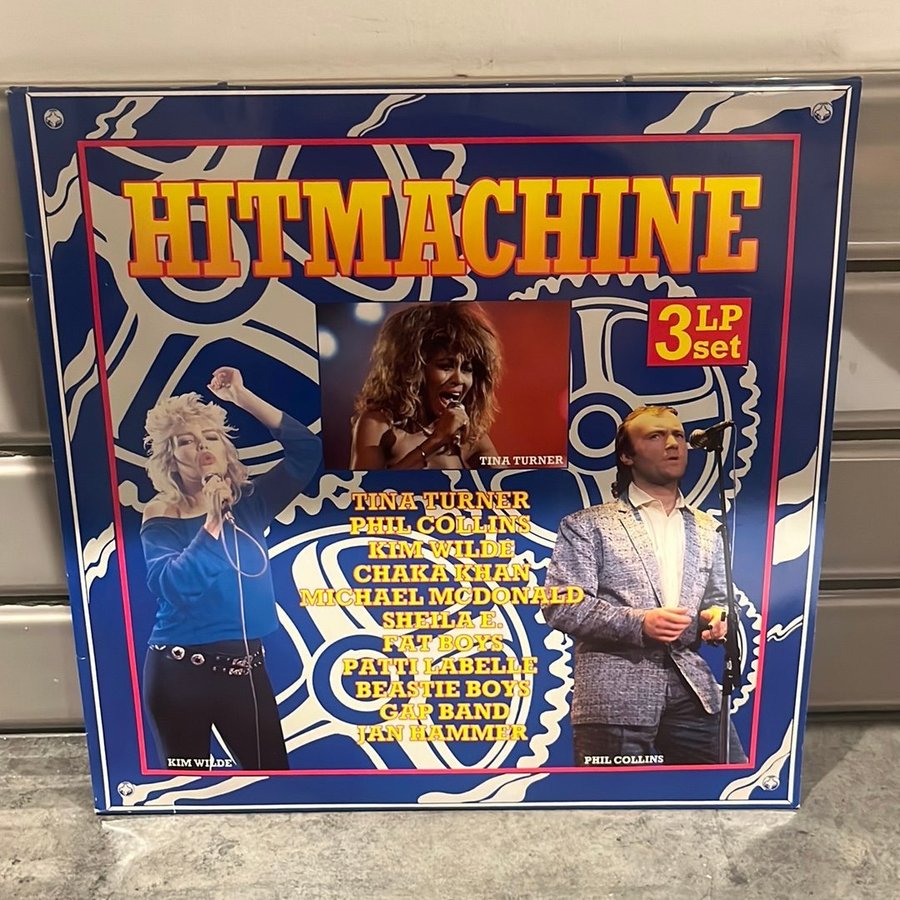 HITMACHINE
3 LP
set
TINA TURNER
TINA TURNER
PHIL COLLINS
KIM WILDE
CHAKA KHAN
MICHAEL MCDONALD
SHEILA E.
FAT BOYS
PATTI LABELLE
BEASTIE BOYS
GAP BAND
JAN HAMMER
KIM WILDE
PHIL COLLINS